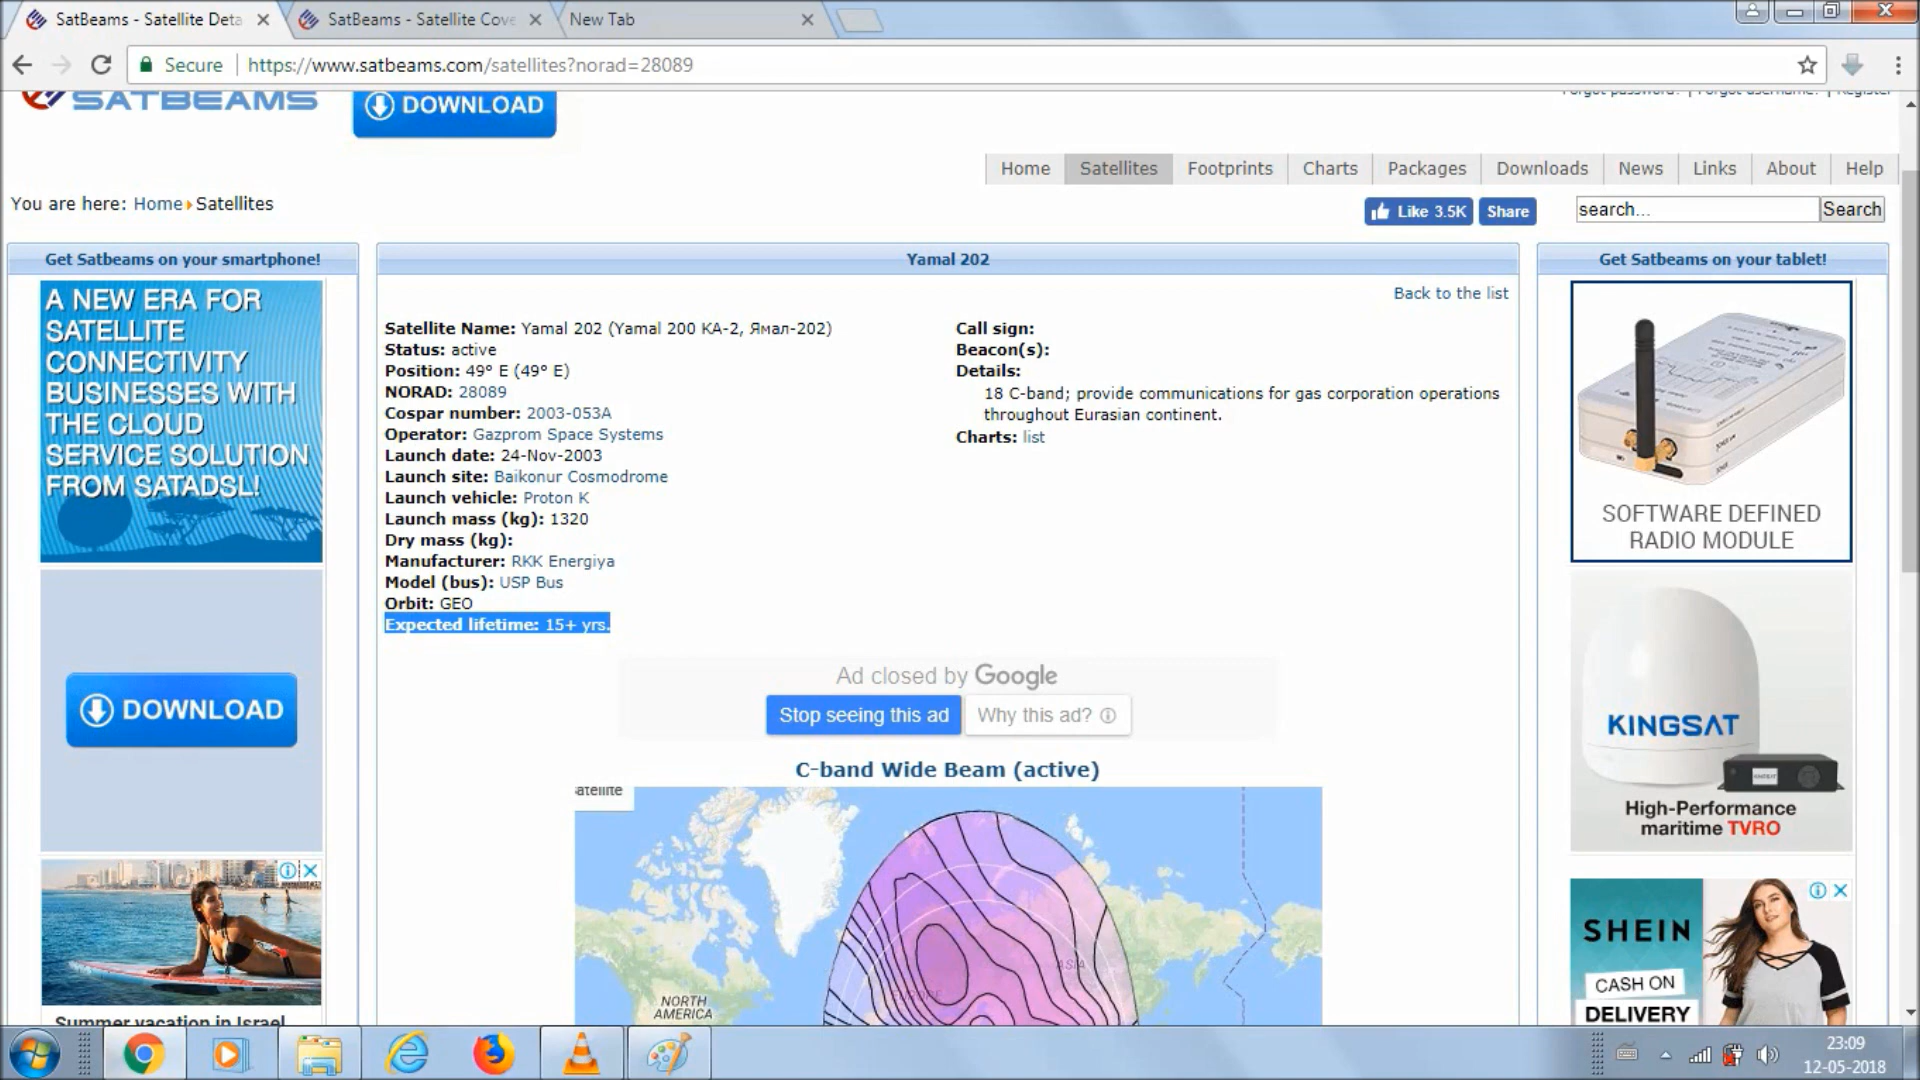 SatBeams - Satellite Deta
SatBeams - Satellite Cove
New Tab
Secure
https://www.satbeams.com/satellites?norad=28089
SATBEAMS
DOWNLOAD
Forgot password? | Forgot username? | Register
Home
Satellites
Footprints
Charts
Packages
Downloads
News
Links
About
Help
You are here: Home Satellites
Like 3.5K
Share
search...
Search
Get Satbeams on your smartphone!
A NEW ERA FOR
SATELLITE
CONNECTIVITY
BUSINESSES WITH
THE CLOUD
SERVICE SOLUTION
FROM SATADSL!
DOWNLOAD
Summer vacation in Israel
Yamal 202
Back to the list
Satellite Name: Yamal 202 (Yamal 200 KA-2, Ямал-202)
Status: active
Position: 49° E (49° E)
NORAD: 28089
Cospar number: 2003-053A
Operator: Gazprom Space Systems
Launch date: 24-Nov-2003
Launch site: Baikonur Cosmodrome
Launch vehicle: Proton K
Launch mass (kg): 1320
Dry mass (kg):
Manufacturer: RKK Energiya
Model (bus): USP Bus
Orbit: GEO
Expected lifetime: 15+ yrs.
Call sign:
Beacon(s):
Details:
18 C-band; provide communications for gas corporation operations
throughout Eurasian continent.
Charts: list
Ad closed by Google
Stop seeing this ad
Why this ad?
C-band Wide Beam (active)
atellite
NORTH
AMERICA
EUROPE
ASIA
Get Satbeams on your tablet!
SOFTWARE DEFINED
RADIO MODULE
KINGSAT
High-Performance
maritime TVRO
SHEIN
CASH ON
DELIVERY
23:09
12-05-2018